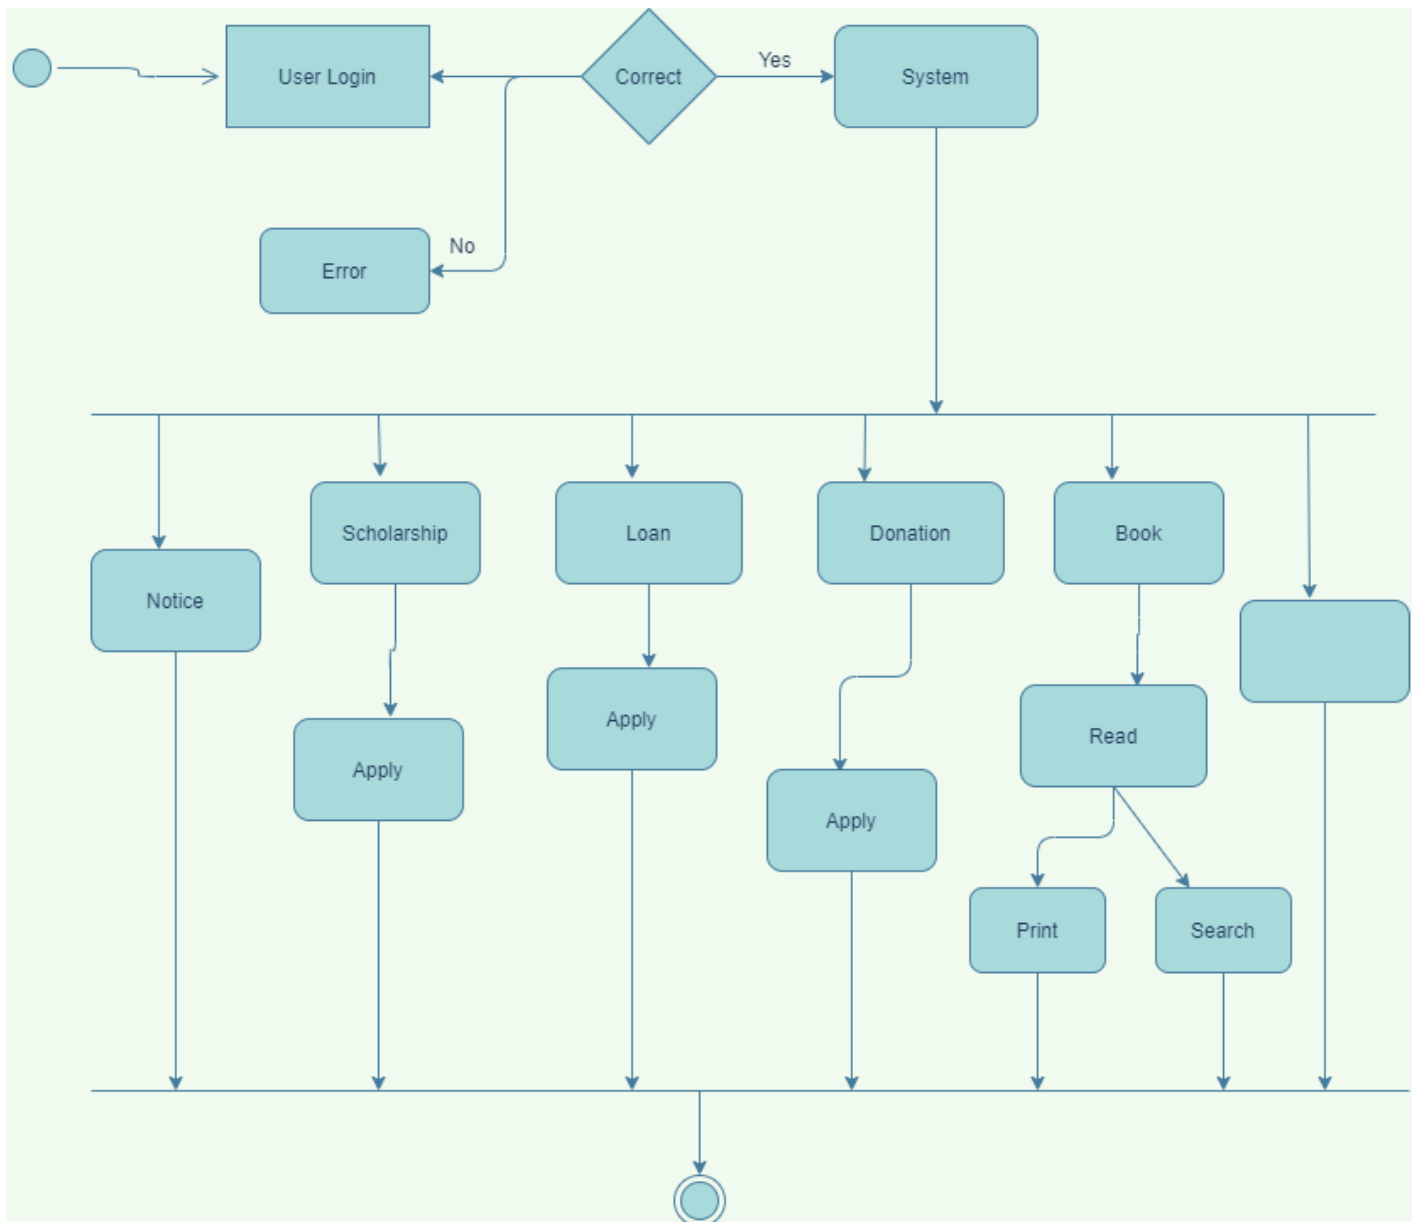 User Login
Correct
Yes
System
No
Error
Scholarship
Loan
Donation
Book
Notice
Apply
Apply
Apply
Read
Print
Search